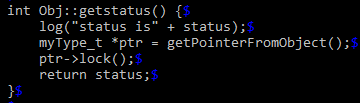 int Obj::getstatus() {$
    log("status is" + status);$
    myType_t *ptr = getPointerFromObject();$
    ptr->lock();$
    return status;$
}$